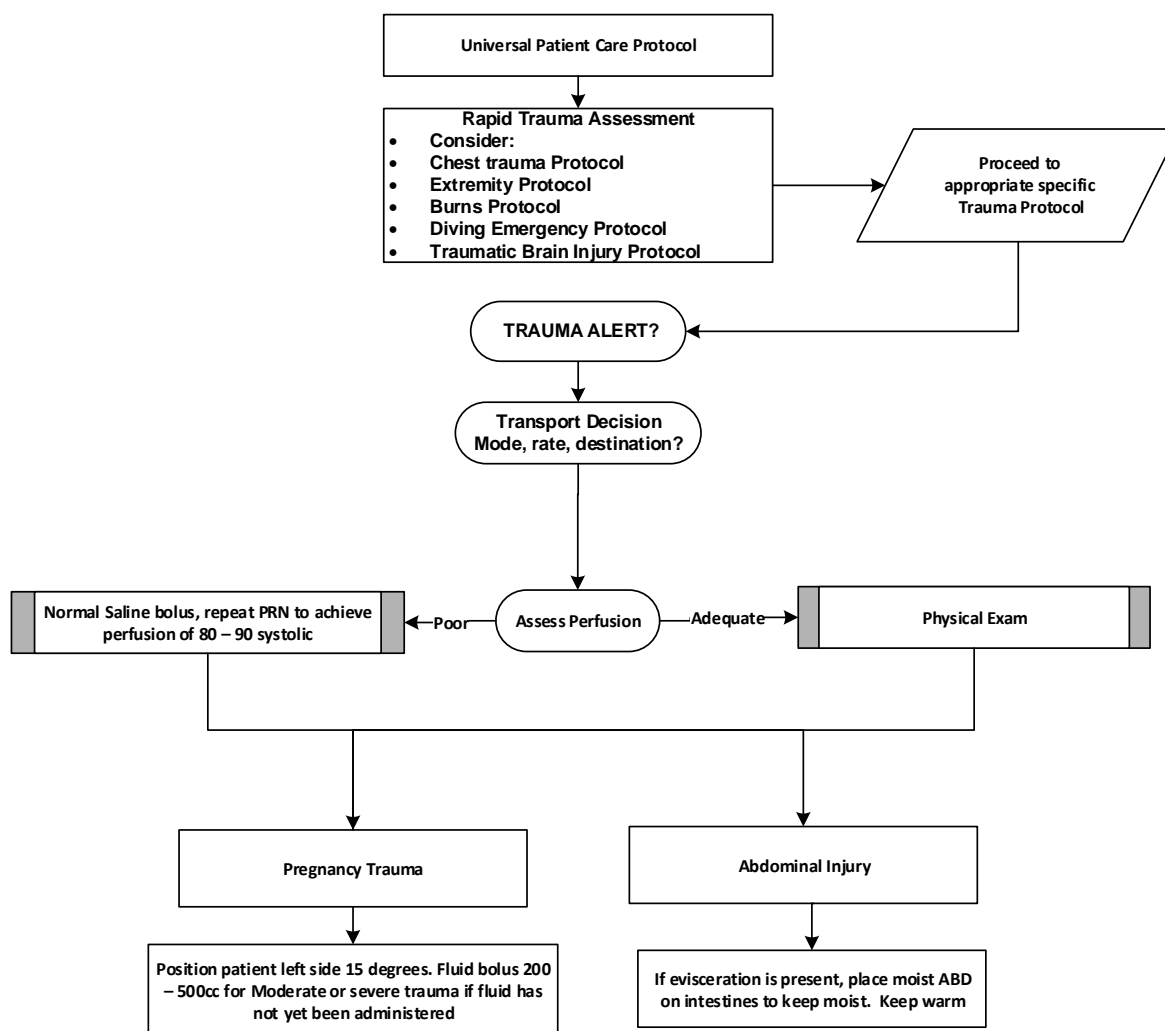 Universal Patient Care Protocol
Rapid Trauma Assessment
• Consider:
• Chest trauma Protocol
• Extremity Protocol
• Burns Protocol
• Diving Emergency Protocol
• Traumatic Brain Injury Protocol
Proceed to
appropriate specific
Trauma Protocol
TRAUMA ALERT?
Transport Decision
Mode, rate, destination?
Normal Saline bolus, repeat PRN to achieve
perfusion of 80 – 90 systolic
Poor
Assess Perfusion
Adequate
Physical Exam
Pregnancy Trauma
Abdominal Injury
Position patient left side 15 degrees. Fluid bolus 200
– 500cc for Moderate or severe trauma if fluid has
not yet been administered
If evisceration is present, place moist ABD
on intestines to keep moist.  Keep warm